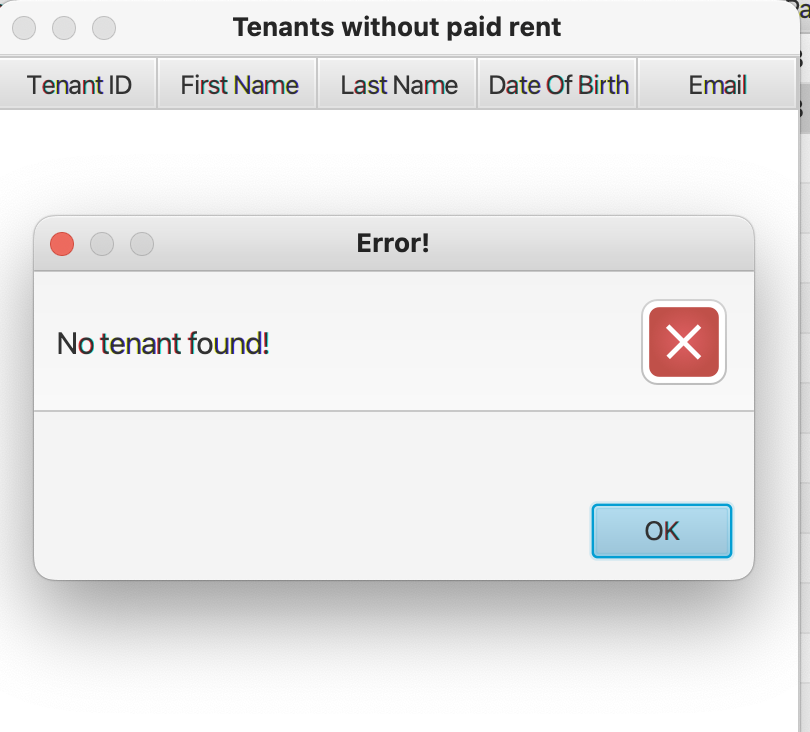 Tenants without paid rent
Tenant ID First Name Last Name Date Of Birth Email
Error!
No tenant found!
OK